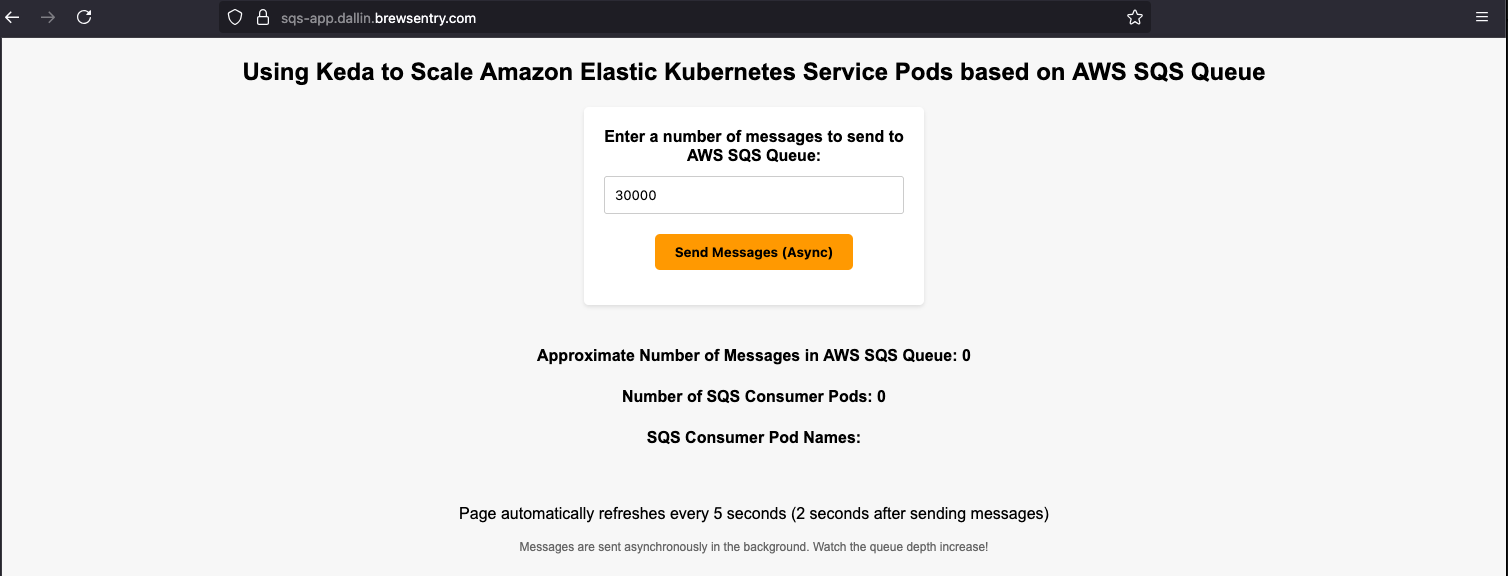 sqs-app.dallin.brewsentry.com
Using Keda to Scale Amazon Elastic Kubernetes Service Pods based on AWS SQS Queue
Enter a number of messages to send to
AWS SQS Queue:
30000
Send Messages (Async)
Approximate Number of Messages in AWS SQS Queue: 0
Number of SQS Consumer Pods: 0
SQS Consumer Pod Names:
Page automatically refreshes every 5 seconds (2 seconds after sending messages)
Messages are sent asynchronously in the background. Watch the queue depth increase!